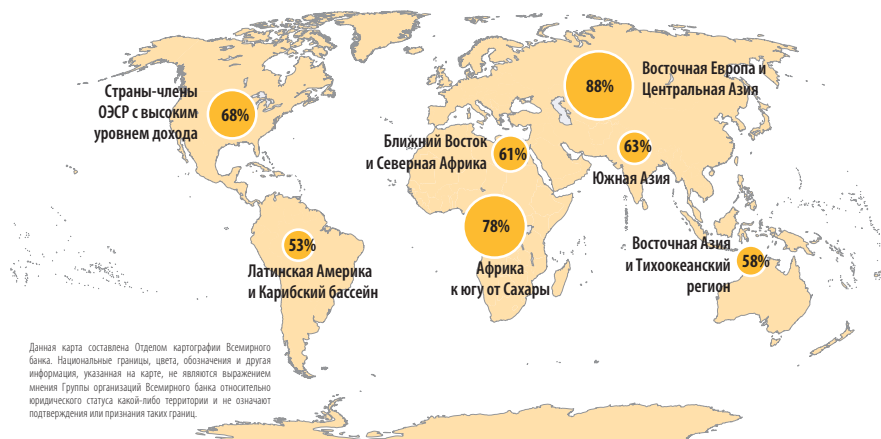 Страны-члены
ОЭСР с высоким
уровнем дохода
68%
88%
Восточная Европа и
Центральная Азия
Ближний Восток
и Северная Африка
61%
63%
Южная Азия
78%
Африка
к югу от Сахары
53%
Латинская Америка
и Карибский бассейн
Восточная Азия
и Тихоокеанский
регион
58%
Данная карта составлена Отделом картографии Всемирного
банка. Национальные границы, цвета, обозначения и другая
информация, указанная на карте, не являются выражением
мнения Группы организаций Всемирного банка относительно
юридического статуса какой-либо территории и не означают
подтверждения или признания таких границ.